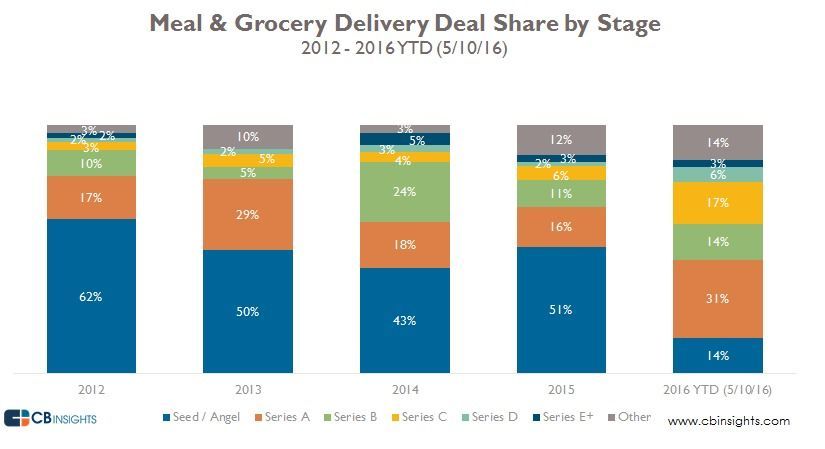 Meal & Grocery Delivery Deal Share by Stage
2012 - 2016 YTD (5/10/16)
3% 2% 2% 3% 10% 17% 62%
10% 2% 5% 5% 29% 50%
3% 5% 3% 4% 24% 18% 43%
12% 3% 2% 6% 11% 16% 51%
14% 3% 6% 17% 14% 31% 14%
2012 2013 2014 2015 2016 YTD (5/10/16)
CBINSIGHTS
Seed / Angel Series A Series B Series C Series D Series E+ Other
www.cbinsights.com